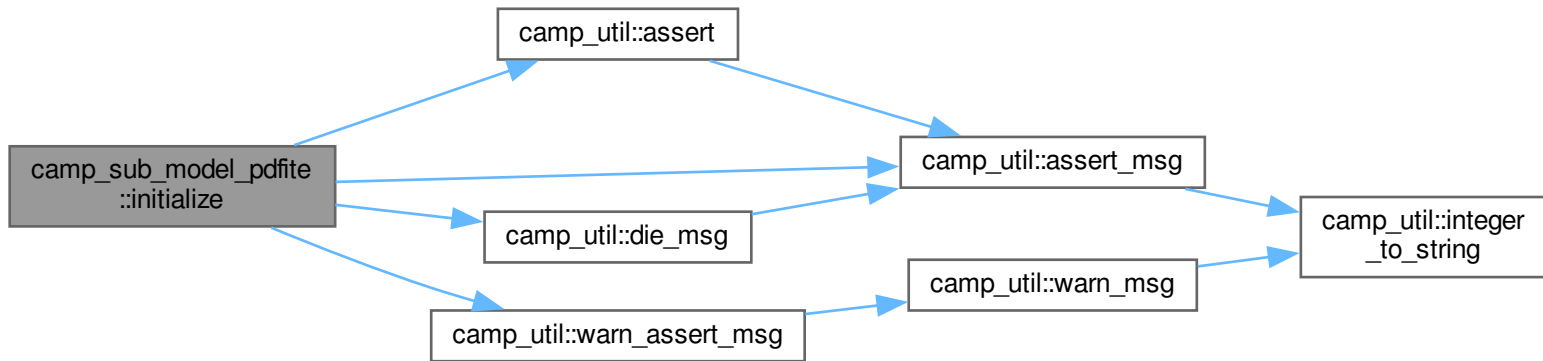 camp_sub_model_pdfite
::initialize
camp_util::assert
camp_util::assert_msg
camp_util::die_msg
camp_util::warn_assert_msg
camp_util::warn_msg
camp_util::integer
_to_string